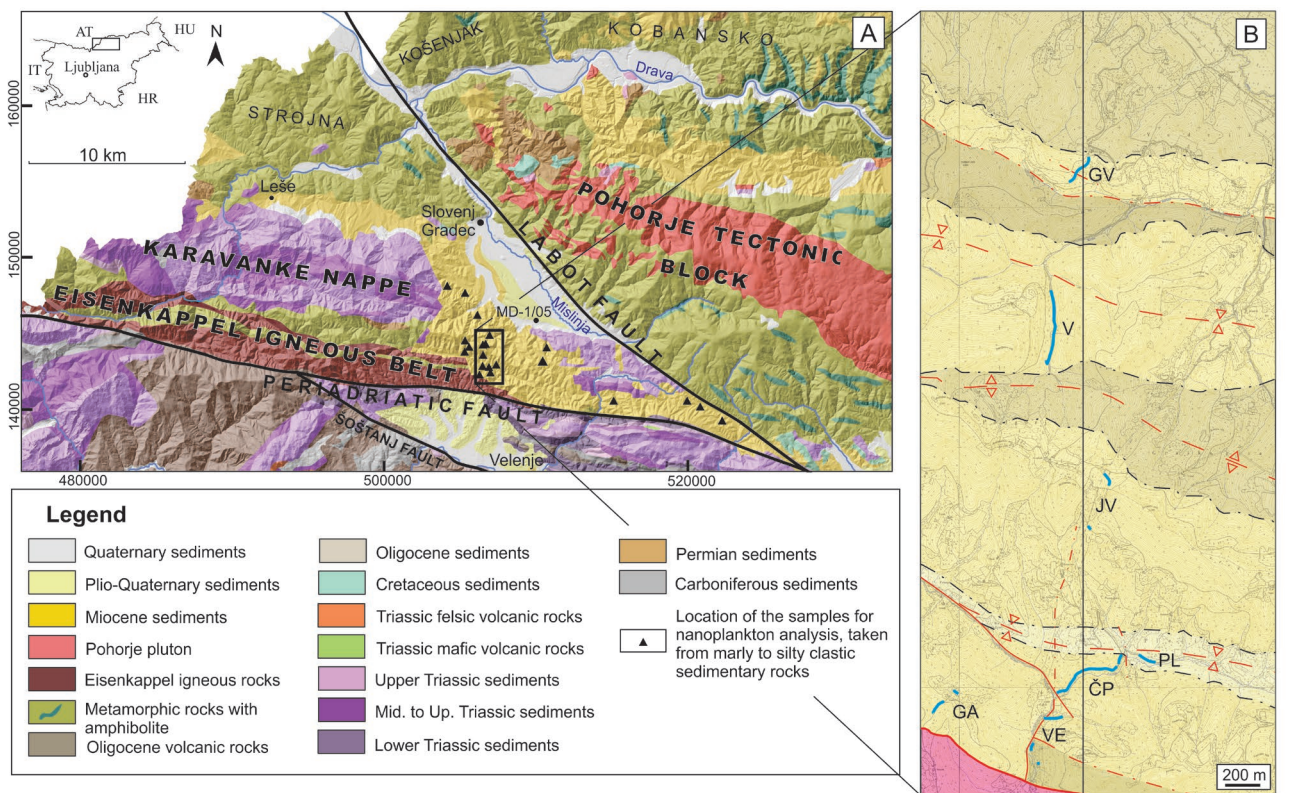 A
AT
HU
N
IT
Ljubljana
HR
10 km
KOŠENJAK
KOBANSKO
Drava
STROJNA
Leše
Slovenj
Gradec
POHORJE TECTONIC
BLOCK
LABOT FAULT
KARAVANKE NAPPE
EISENKAPPEL IGNEOUS BELT
MD-1/05
Mislinja
PERIADRIATIC FAULT
ŠOŠTANJ FAULT
Velenje
160000
150000
140000
480000
500000
520000
Legend
Quaternary sediments
Plio-Quaternary sediments
Miocene sediments
Pohorje pluton
Eisenkappel igneous rocks
Metamorphic rocks with
amphibolite
Oligocene volcanic rocks
Oligocene sediments
Cretaceous sediments
Triassic felsic volcanic rocks
Triassic mafic volcanic rocks
Upper Triassic sediments
Mid. to Up. Triassic sediments
Lower Triassic sediments
Permian sediments
Carboniferous sediments
Location of the samples for
nanoplankton analysis, taken
from marly to silty clastic
sedimentary rocks
B
GV
V
JV
PL
ČP
GA
VE
200 m